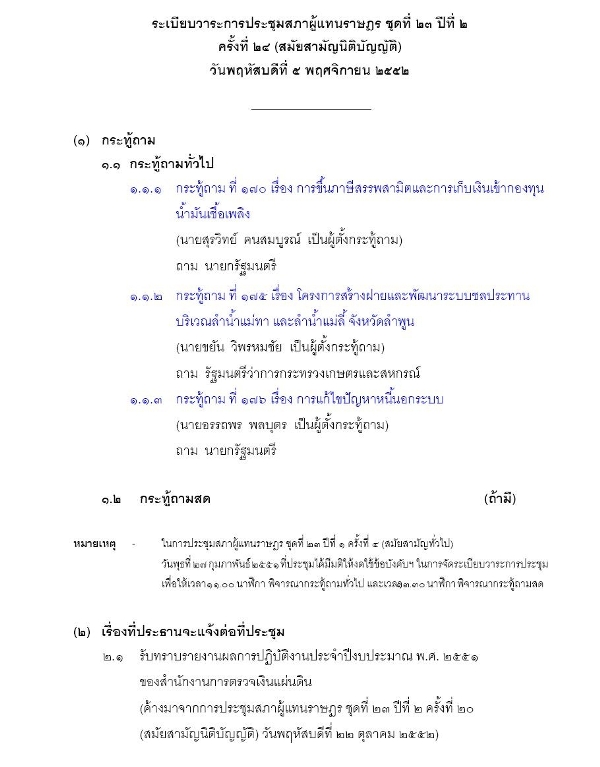 ระเบียบวาระการประชุมสภาผู้แทนราษฎร ชุดที่ ๒๓ ปีที่ ๒
ครั้งที่ ๒๔ (สมัยสามัญนิติบัญญัติ)
วันพฤหัสบดีที่ ๕ พฤศจิกายน ๒๕๕๒
(๑) กระทู้ถาม
๑.๑ กระทู้ถามทั่วไป
๑.๑.๑ กระทู้ถาม ที่ ๑๗๐ เรื่อง การขึ้นภาษีสรรพสามิตและการเก็บเงินเข้ากองทุน
น้ำมันเชื้อเพลิง
(นายสุรวิทย์ คนสมบูรณ์ เป็นผู้ตั้งกระทู้ถาม)
ถาม นายกรัฐมนตรี
๑.๑.๒ กระทู้ถาม ที่ ๑๗๕ เรื่อง โครงการสร้างฝายและพัฒนาระบบชลประทาน
บริเวณลำน้ำแม่ทา และลำน้ำแม่ลี้ จังหวัดลำพูน
(นายขยัน วิพรหมชัย เป็นผู้ตั้งกระทู้ถาม)
ถาม รัฐมนตรีว่าการกระทรวงเกษตรและสหกรณ์
๑.๑.๓ กระทู้ถาม ที่ ๑๗๖ เรื่อง การแก้ไขปัญหาหนี้นอกระบบ
(นายอรรถพร พลบุตร เป็นผู้ตั้งกระทู้ถาม)
ถาม นายกรัฐมนตรี
๑.๒ กระทู้ถามสด (ถ้ามี)
หมายเหตุ - ในการประชุมสภาผู้แทนราษฎร ชุดที่ ๒๓ ปีที่ ๑ ครั้งที่ ๔ (สมัยสามัญทั่วไป)
วันพุธที่ ๒๗ กุมภาพันธ์ ๒๕๕๑ ที่ประชุมได้มีมติให้งดใช้ข้อบังคับฯ ในการจัดระเบียบวาระการประชุม
เพื่อให้เวลา ๑๑.๐๐ นาฬิกา พิจารณากระทู้ถามทั่วไป และเวลา ๑๓.๓๐ นาฬิกา พิจารณากระทู้ถามสด
(๒) เรื่องที่ประธานจะแจ้งต่อที่ประชุม
๒.๑ รับทราบรายงานผลการปฏิบัติงานประจำปีงบประมาณ พ.ศ. ๒๕๕๑
ของสำนักงานการตรวจเงินแผ่นดิน
(ค้างมาจากการประชุมสภาผู้แทนราษฎร ชุดที่ ๒๓ ปีที่ ๒ ครั้งที่ ๒๐
(สมัยสามัญนิติบัญญัติ) วันพฤหัสบดีที่ ๒๒ ตุลาคม ๒๕๕๒)